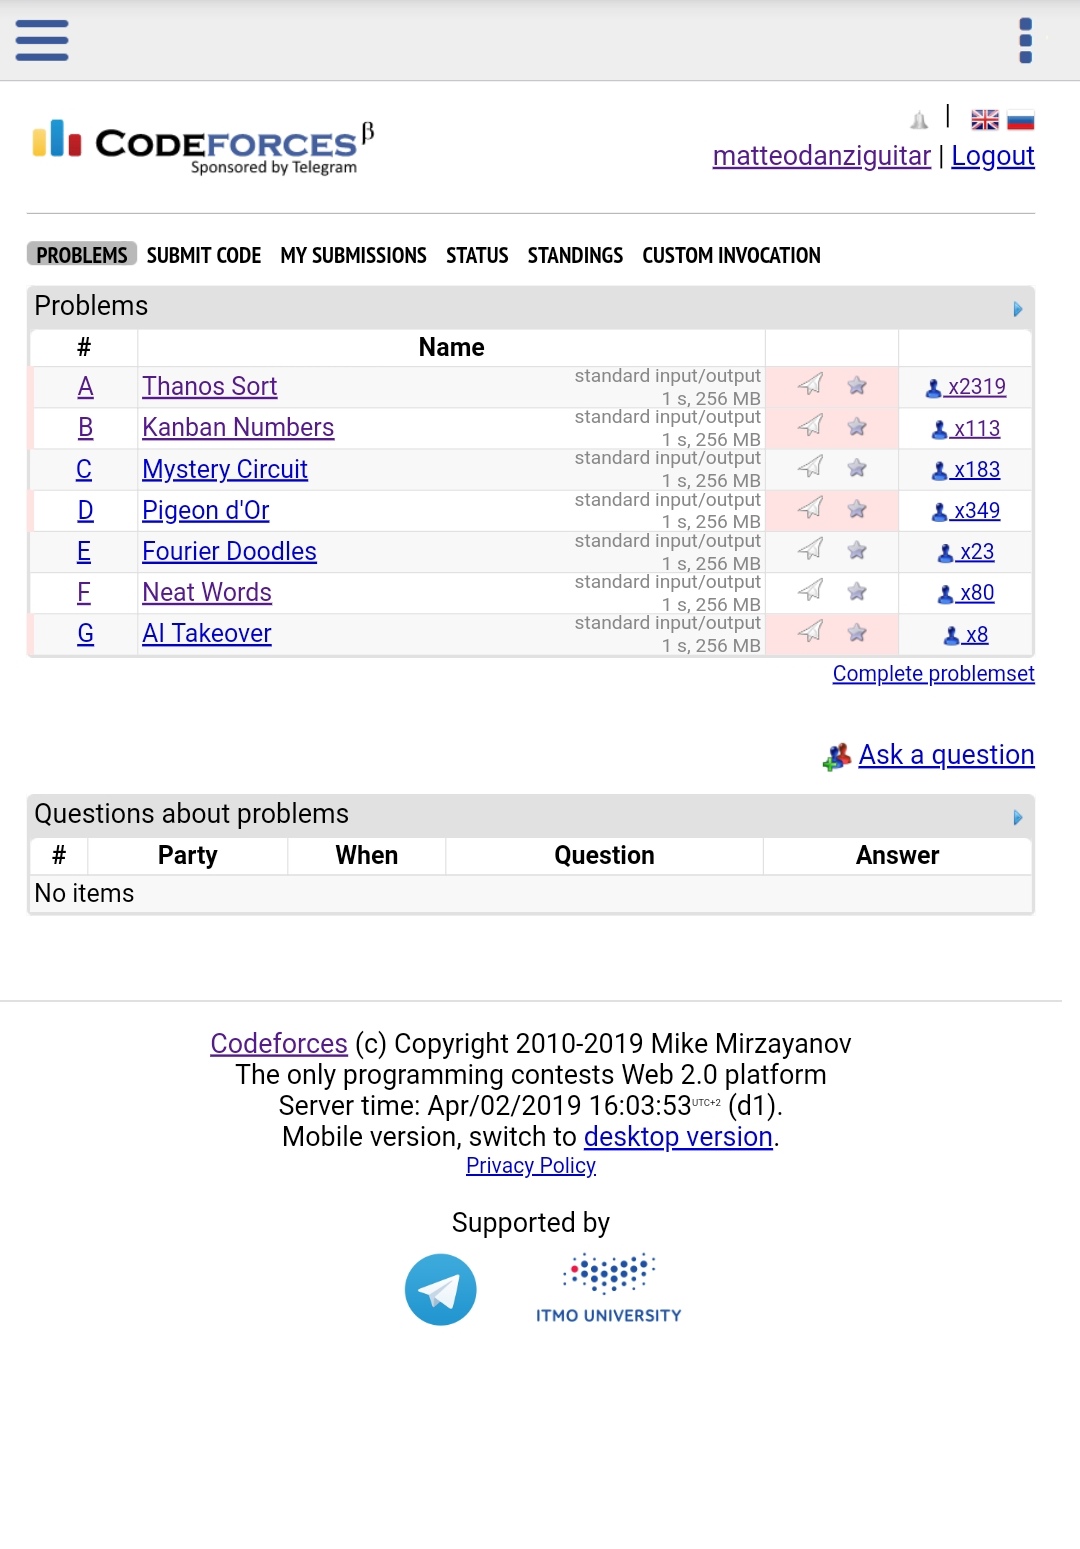 CODEFORCES β
Sponsored by Telegram
|
matteodanziguitar | Logout
PROBLEMS SUBMIT CODE MY SUBMISSIONS STATUS STANDINGS CUSTOM INVOCATION
Problems
# Name
A Thanos Sort standard input/output 1 s, 256 MB x2319
B Kanban Numbers standard input/output 1 s, 256 MB x113
C Mystery Circuit standard input/output 1 s, 256 MB x183
D Pigeon d'Or standard input/output 1 s, 256 MB x349
E Fourier Doodles standard input/output 1 s, 256 MB x23
F Neat Words standard input/output 1 s, 256 MB x80
G AI Takeover standard input/output 1 s, 256 MB x8
Complete problemset
Ask a question
Questions about problems
# Party When Question Answer
No items
Codeforces (c) Copyright 2010-2019 Mike Mirzayanov
The only programming contests Web 2.0 platform
Server time: Apr/02/2019 16:03:53 UTC+2 (d1).
Mobile version, switch to desktop version.
Privacy Policy
Supported by
ITMO UNIVERSITY